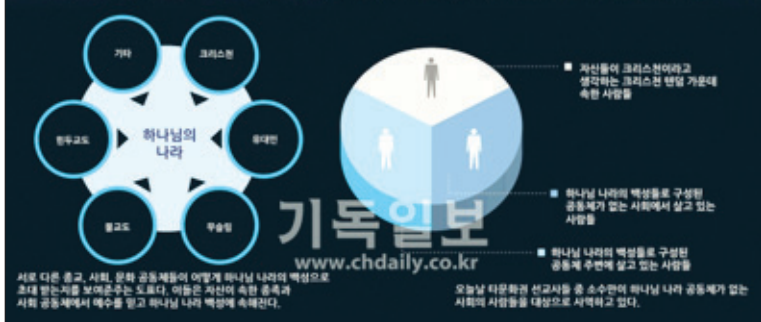 기타
크리스천
힌두교도
하나님의
나라
유대인
불교도
무슬림
서로 다른 종교, 사회, 문화 공동체들이 어떻게 하나님 나라의 백성으로
초대 받는지를 보여준주는 도표다. 이들은 자신이 속한 종족과
사회 공동체에서 예수를 믿고 하나님 나라 백성에 속해진다.
자신들이 크리스천이라고
생각하는 크리스천 텐덤 가운데
속한 사람들
하나님 나라의 백성들로 구성된
공동체가 없는 사회에서 살고 있는
사람들
하나님 나라의 백성들로 구성된
공동체 주변에 살고 있는 사람들
오늘날 타문화권 선교사들 중 소수만이 하나님 나라 공동체가 없는
사회의 사람들을 대상으로 사역하고 있다.
기독일보
www.chdaily.co.kr